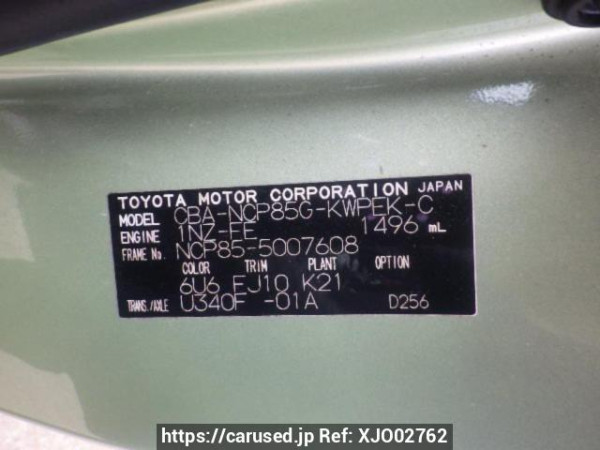 TOYOTA MOTOR CORPORATION JAPAN
MODEL CBA-NCP85G-KWPEK-C
ENGINE 1NZ-FE 1496 mL
FRAME No. NCP85-5007608
COLOR TRIM PLANT OPTION
6U6 FJ10 K21
TRANS./AXLE U340F -01A D256
https://carused.jp Ref: XJO02762